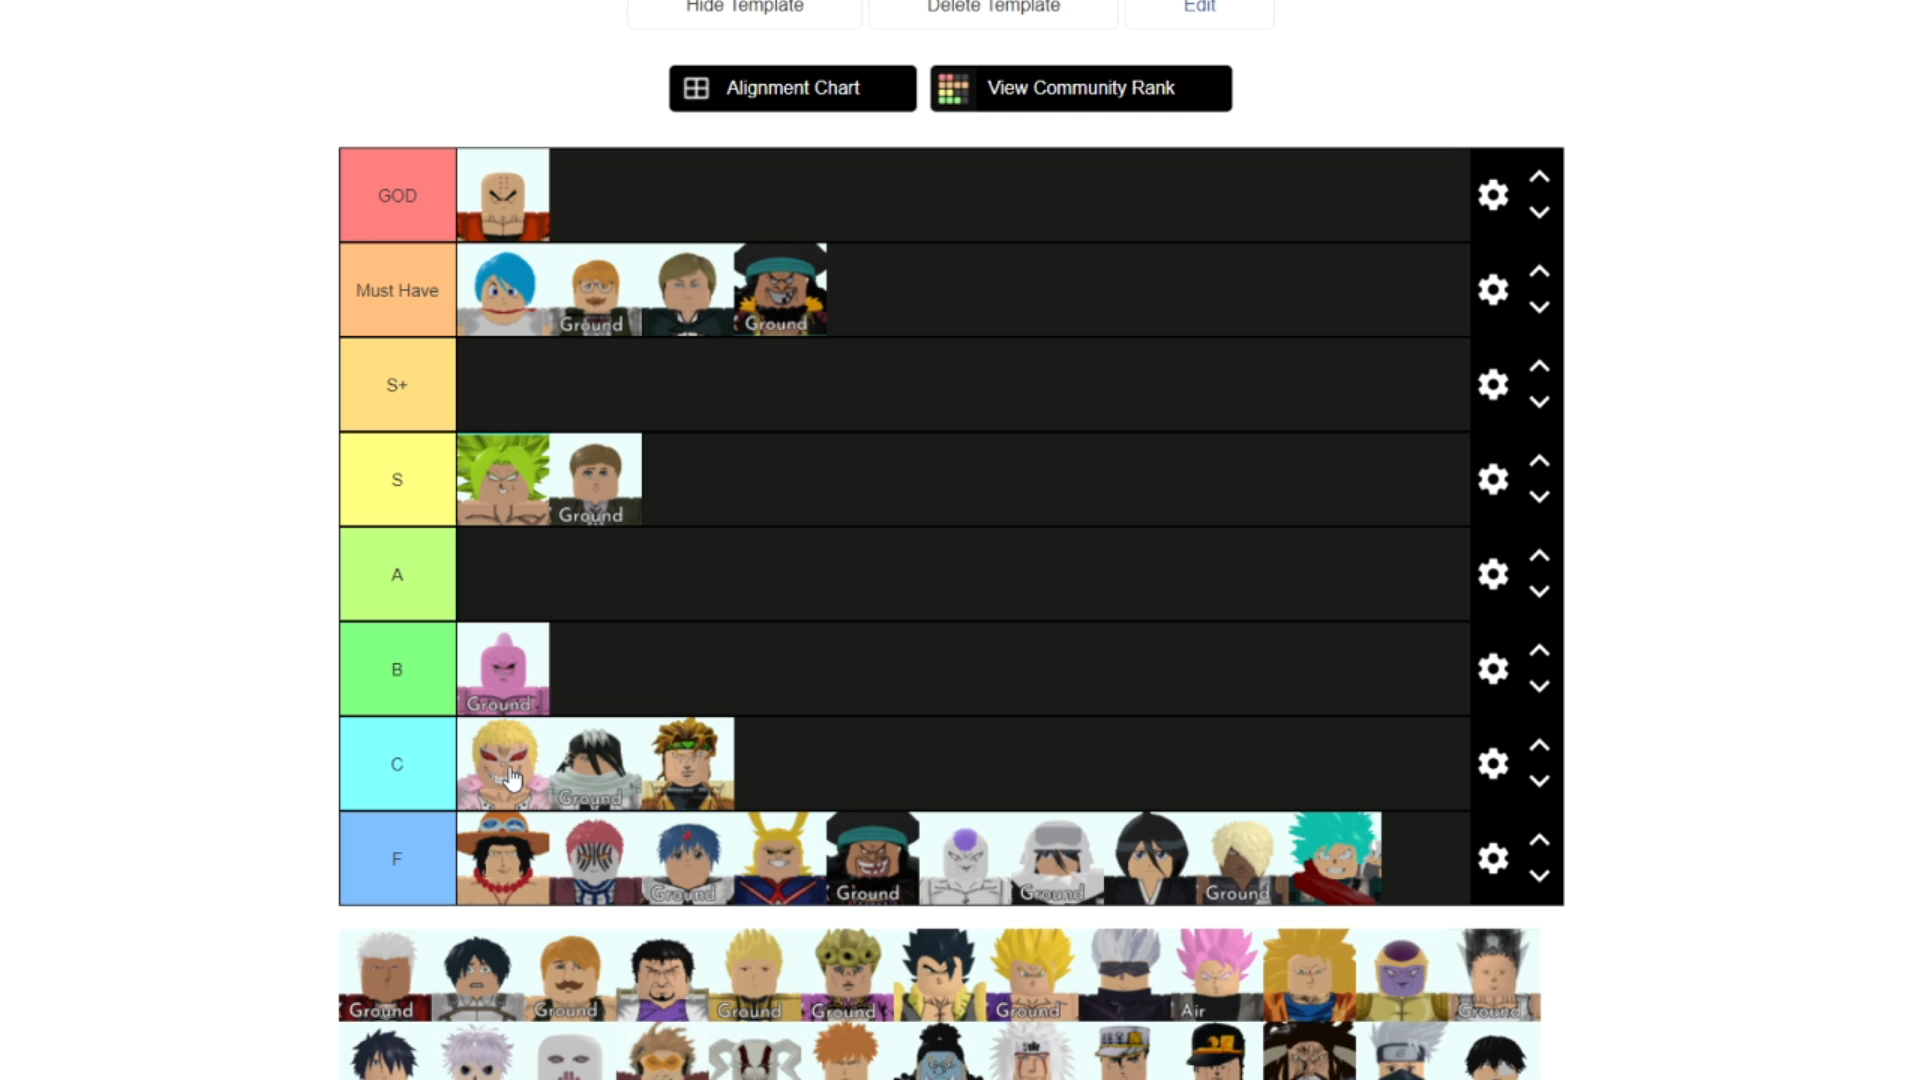 Hide Template Delete Template Edit
Alignment Chart View Community Rank
GOD
Must Have
Ground Ground
S+
S
Ground
A
B
Ground
C
Ground
F
Ground Ground Ground Ground
Ground Ground Ground Ground Ground Air Ground